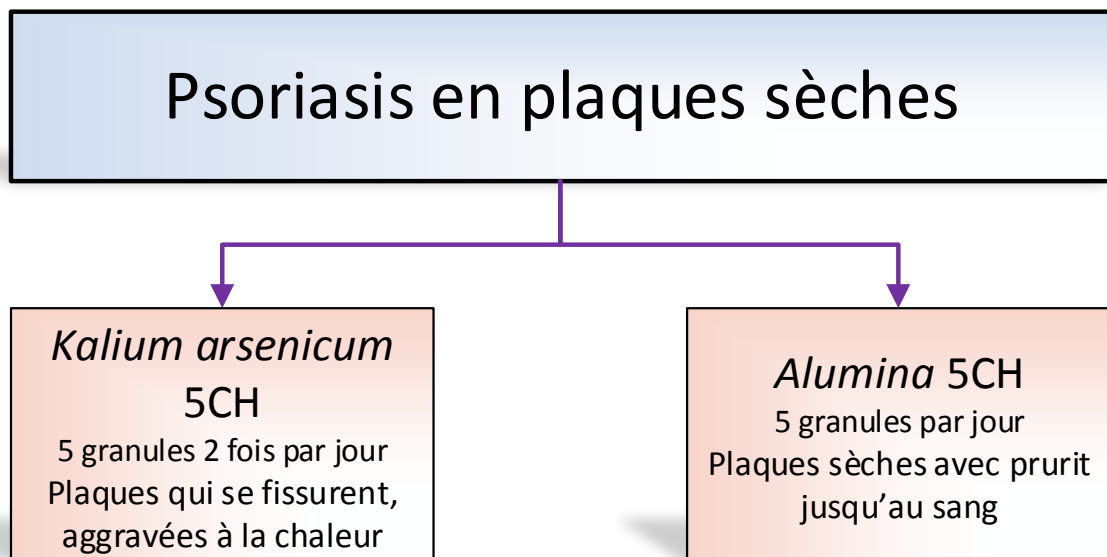 Psoriasis en plaques sèches
Kalium arsenicum
5CH
5 granules 2 fois par jour
Plaques qui se fissurent,
aggravées à la chaleur
Alumina 5CH
5 granules par jour
Plaques sèches avec prurit
jusqu’au sang